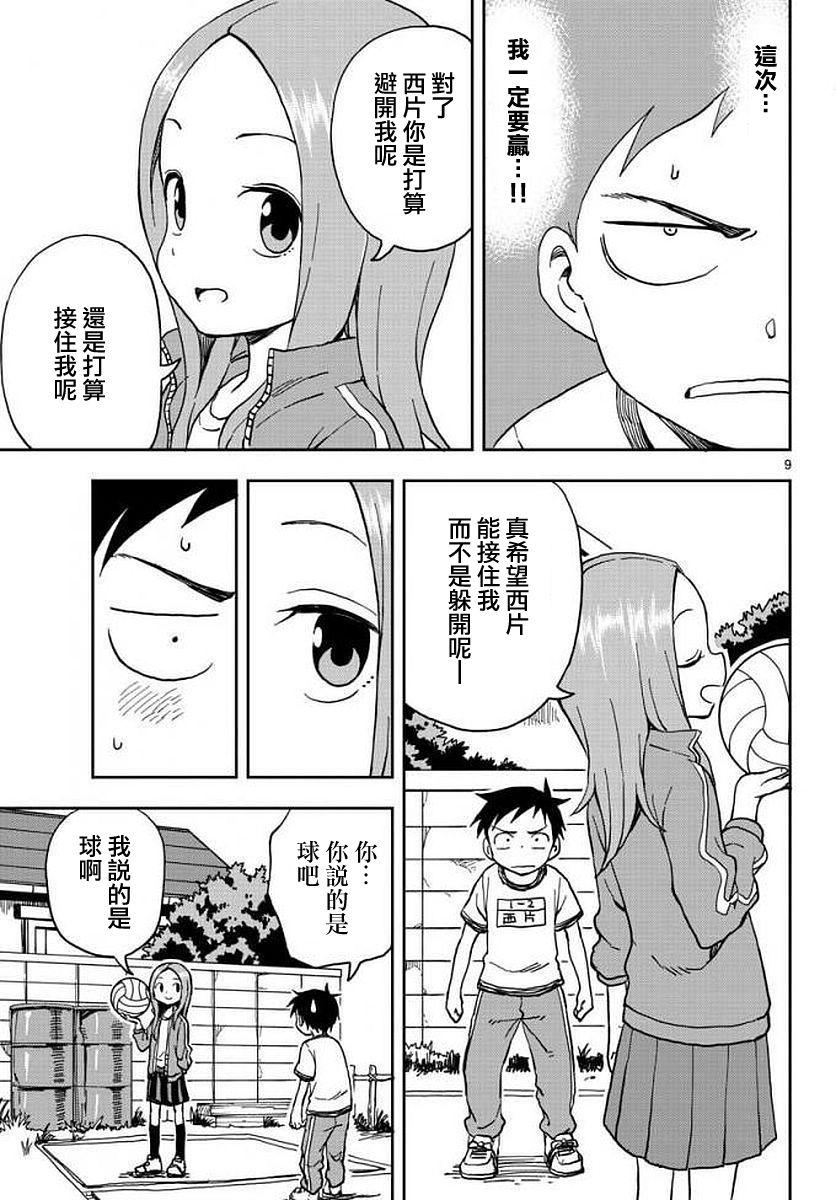 這次…
我一定要贏…!!
對了
西片你是打算
避開我呢
還是打算
接住我呢
9
真希望西片
能接住我
而不是躲開呢ー
1-2
西片
你…
你說的是
球吧
我說的是
球啊